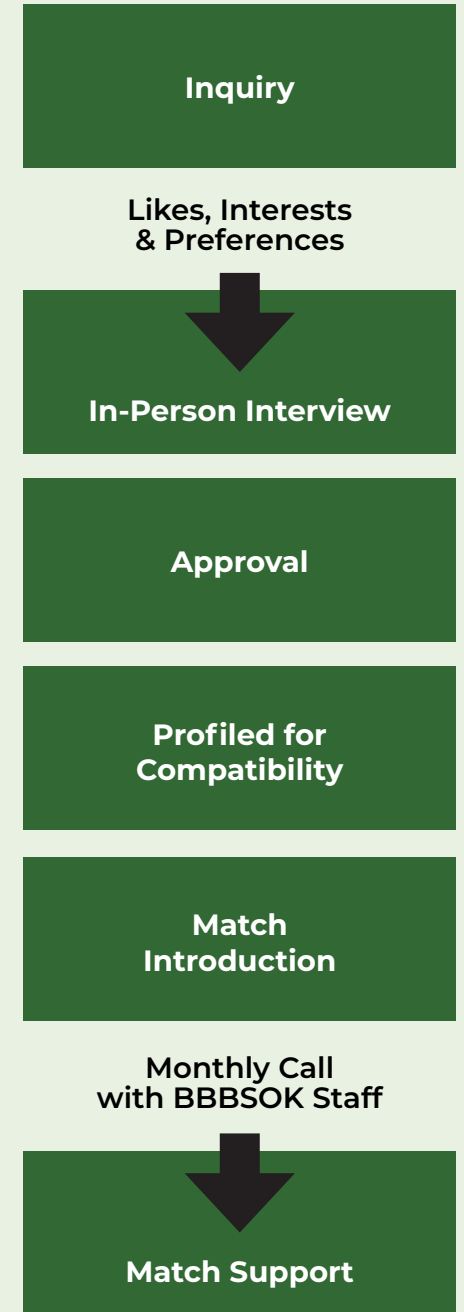 Inquiry
Likes, Interests
& Preferences
In-Person Interview
Approval
Profiled for
Compatibility
Match
Introduction
Monthly Call
with BBBSOK Staff
Match Support